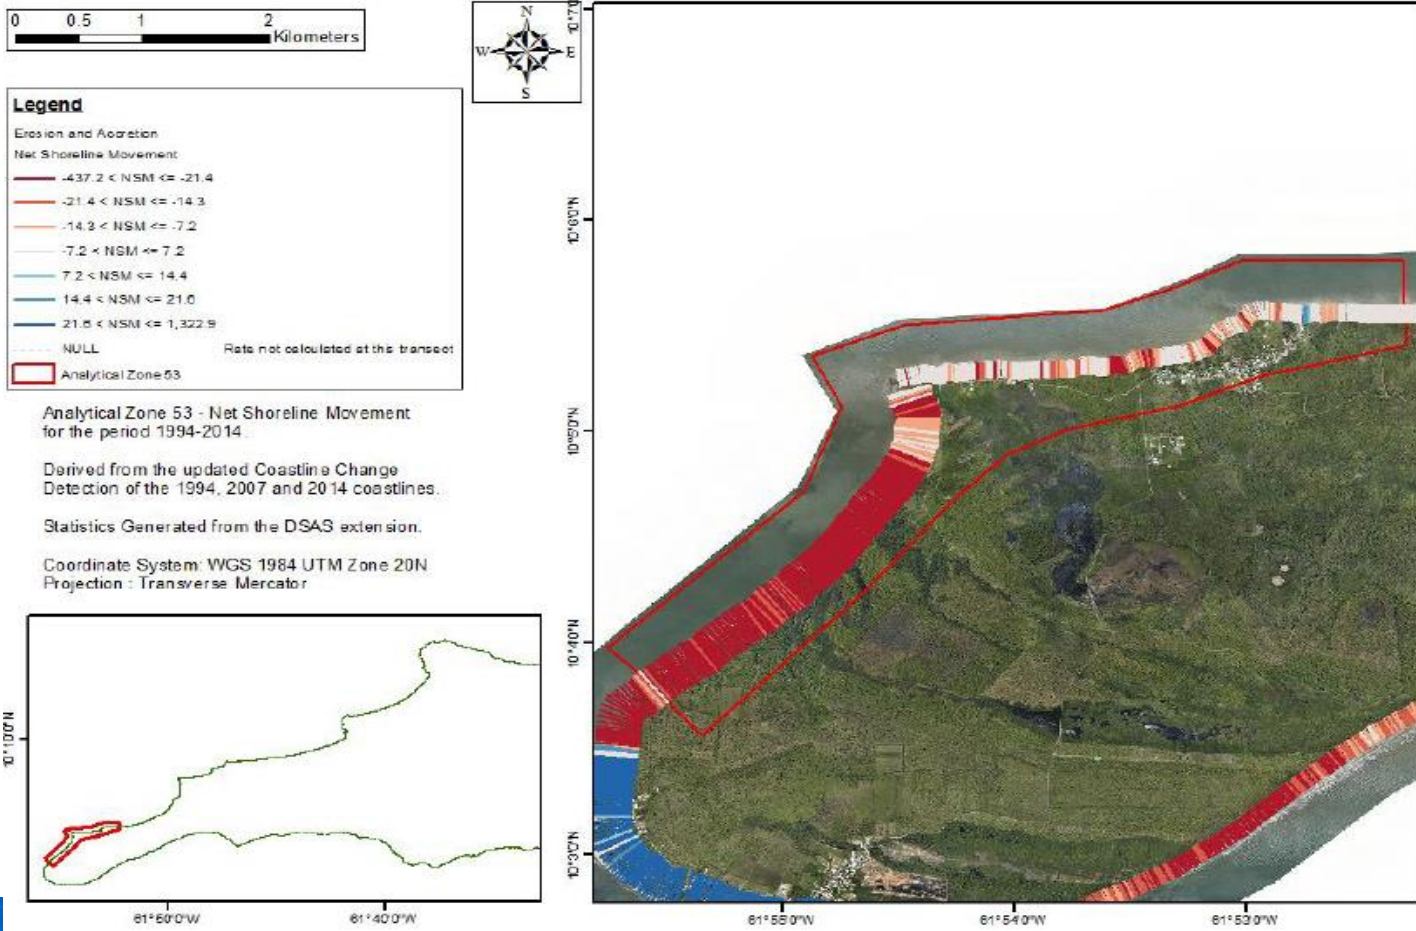 0 0.5 1 2
Kilometers
N
W E
S
Legend
Erosion and Accretion
Net Shoreline Movement
-437.2 < NSM <= -21.4
-21.4 < NSM <= -14.3
-14.3 < NSM <= -7.2
-7.2 < NSM <= 7.2
7.2 < NSM <= 14.4
14.4 < NSM <= 21.6
21.6 < NSM <= 1,322.9
NULL Rate not calculated at this transect
Analytical Zone 53
Analytical Zone 53 - Net Shoreline Movement
for the period 1994-2014.
Derived from the updated Coastline Change
Detection of the 1994, 2007 and 2014 coastlines.
Statistics Generated from the DSAS extension.
Coordinate System: WGS 1984 UTM Zone 20N
Projection : Transverse Mercator
10°10'0"N
61°50'0"W 61°40'0"W
10°6'0"N
10°5'0"N
10°4'0"N
10°3'0"N
61°55'0"W 61°54'0"W 61°53'0"W